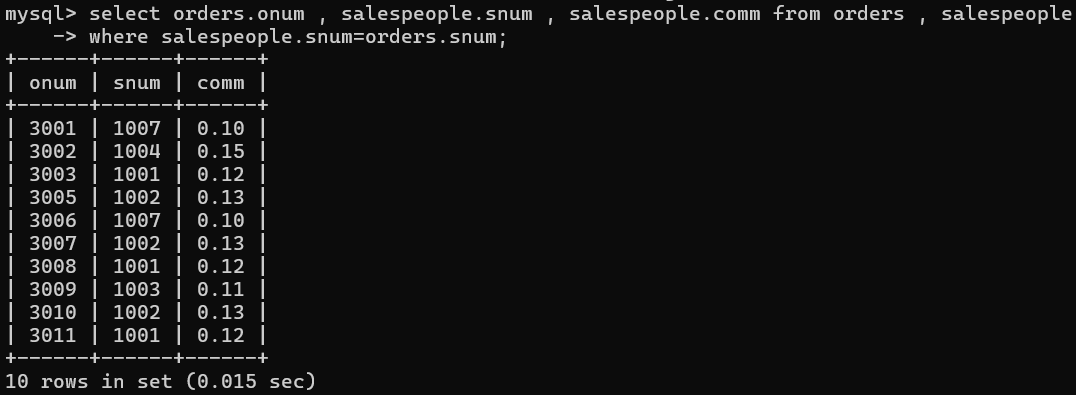 mysql> select orders.onum , salespeople.snum , salespeople.comm from orders , salespeople
    -> where salespeople.snum=orders.snum;
+------+------+------+
| onum | snum | comm |
+------+------+------+
| 3001 | 1007 | 0.10 |
| 3002 | 1004 | 0.15 |
| 3003 | 1001 | 0.12 |
| 3005 | 1002 | 0.13 |
| 3006 | 1007 | 0.10 |
| 3007 | 1002 | 0.13 |
| 3008 | 1001 | 0.12 |
| 3009 | 1003 | 0.11 |
| 3010 | 1002 | 0.13 |
| 3011 | 1001 | 0.12 |
+------+------+------+
10 rows in set (0.015 sec)